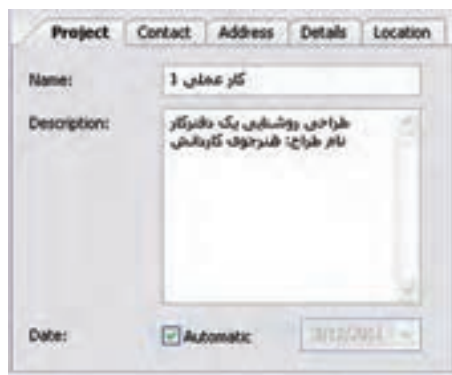 Project Contact Address Details Location
Name: کار عملی 1
Description: طراحی روشنایی یک دفترکار
نام طراح: هنرجوی کاردانش
Date: Automatic